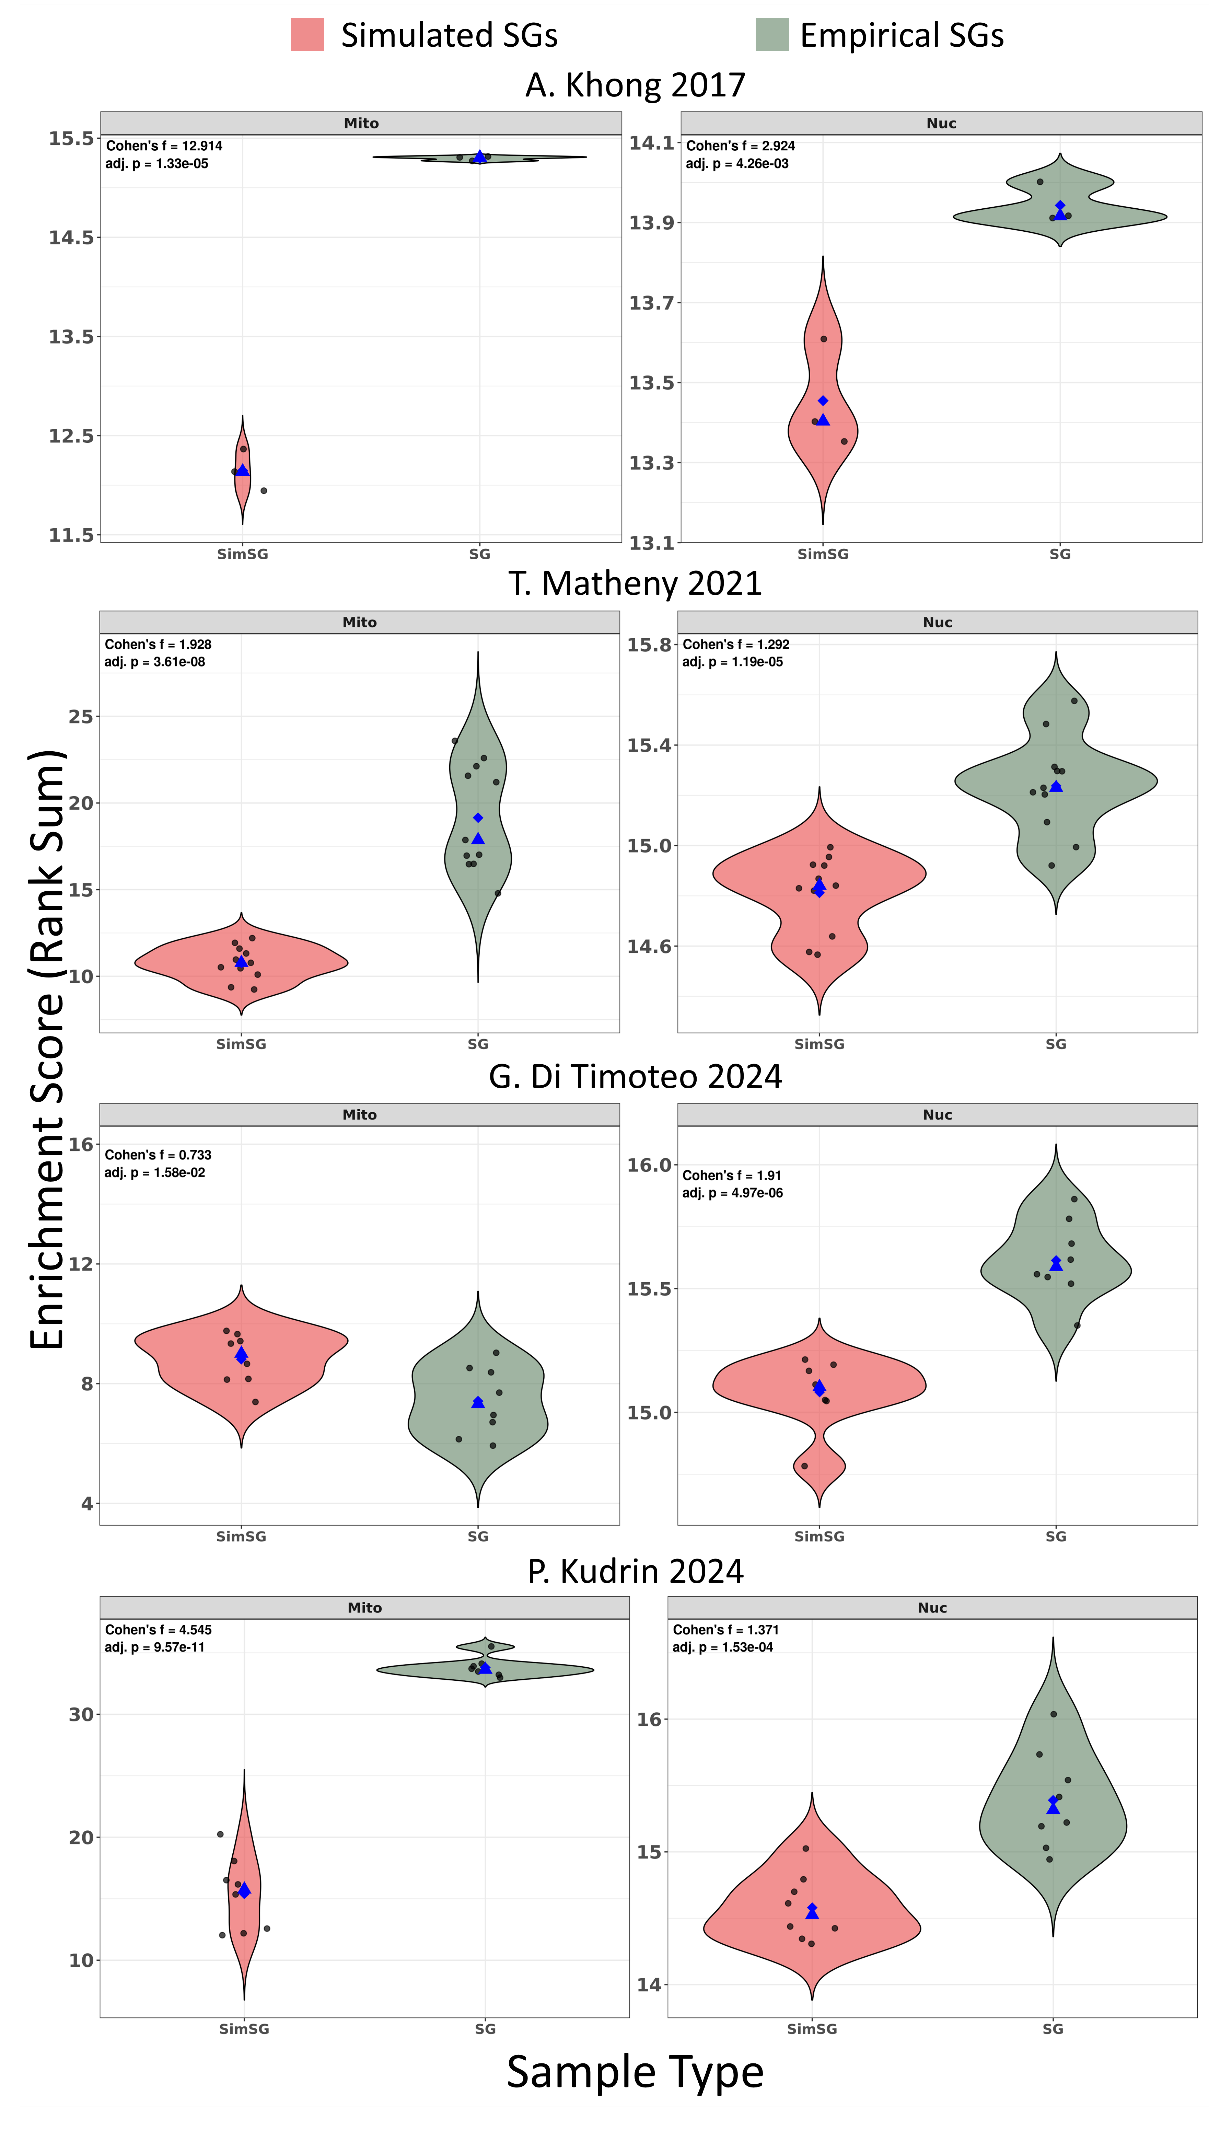 Simulated SGs
Empirical SGs
A. Khong 2017
Mito
Cohen's f = 12.914
adj. p = 1.33e-05
15.5
14.5
13.5
12.5
11.5
SimSG
SG
Nuc
Cohen's f = 2.924
adj. p = 4.26e-03
14.1
13.9
13.7
13.5
13.3
13.1
SimSG
SG
T. Matheny 2021
Mito
Cohen's f = 1.928
adj. p = 3.61e-08
25
20
15
10
SimSG
SG
Nuc
Cohen's f = 1.292
adj. p = 1.19e-05
15.8
15.4
15.0
14.6
SimSG
SG
Enrichment Score (Rank Sum)
G. Di Timoteo 2024
Mito
Cohen's f = 0.733
adj. p = 1.58e-02
16
12
8
4
SimSG
SG
Nuc
Cohen's f = 1.91
adj. p = 4.97e-06
16.0
15.5
15.0
SimSG
SG
P. Kudrin 2024
Mito
Cohen's f = 4.545
adj. p = 9.57e-11
30
20
10
SimSG
SG
Nuc
Cohen's f = 1.371
adj. p = 1.53e-04
16
15
14
SimSG
SG
Sample Type